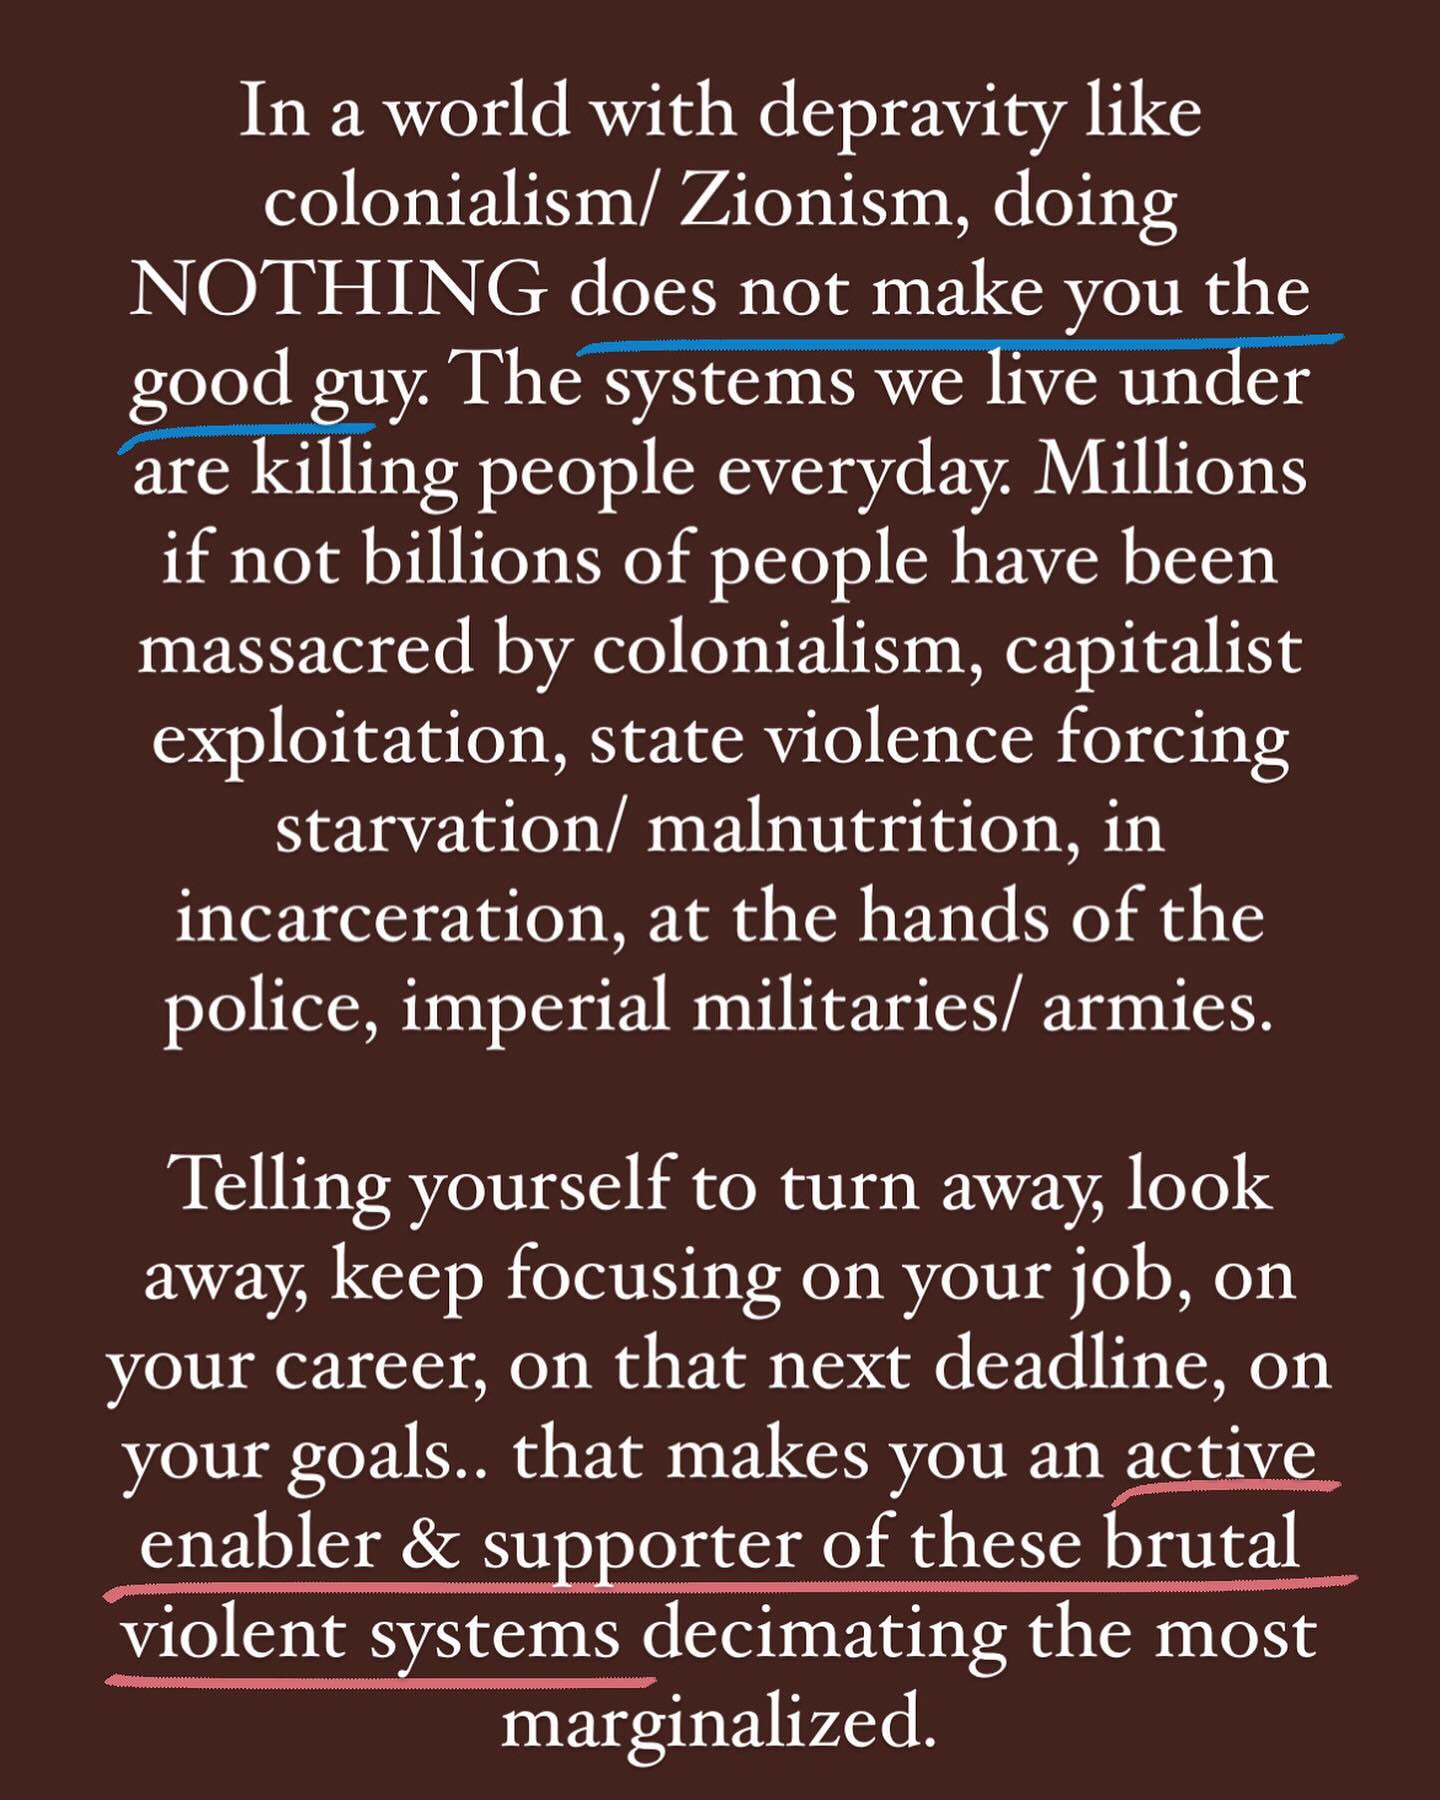 In a world with depravity like
colonialism/ Zionism, doing
NOTHING does not make you the
good guy. The systems we live under
are killing people everyday. Millions
if not billions of people have been
massacred by colonialism, capitalist
exploitation, state violence forcing
starvation/ malnutrition, in
incarceration, at the hands of the
police, imperial militaries/ armies.
Telling yourself to turn away, look
away, keep focusing on your job, on
your career, on that next deadline, on
your goals.. that makes you an active
enabler & supporter of these brutal
violent systems decimating the most
marginalized.